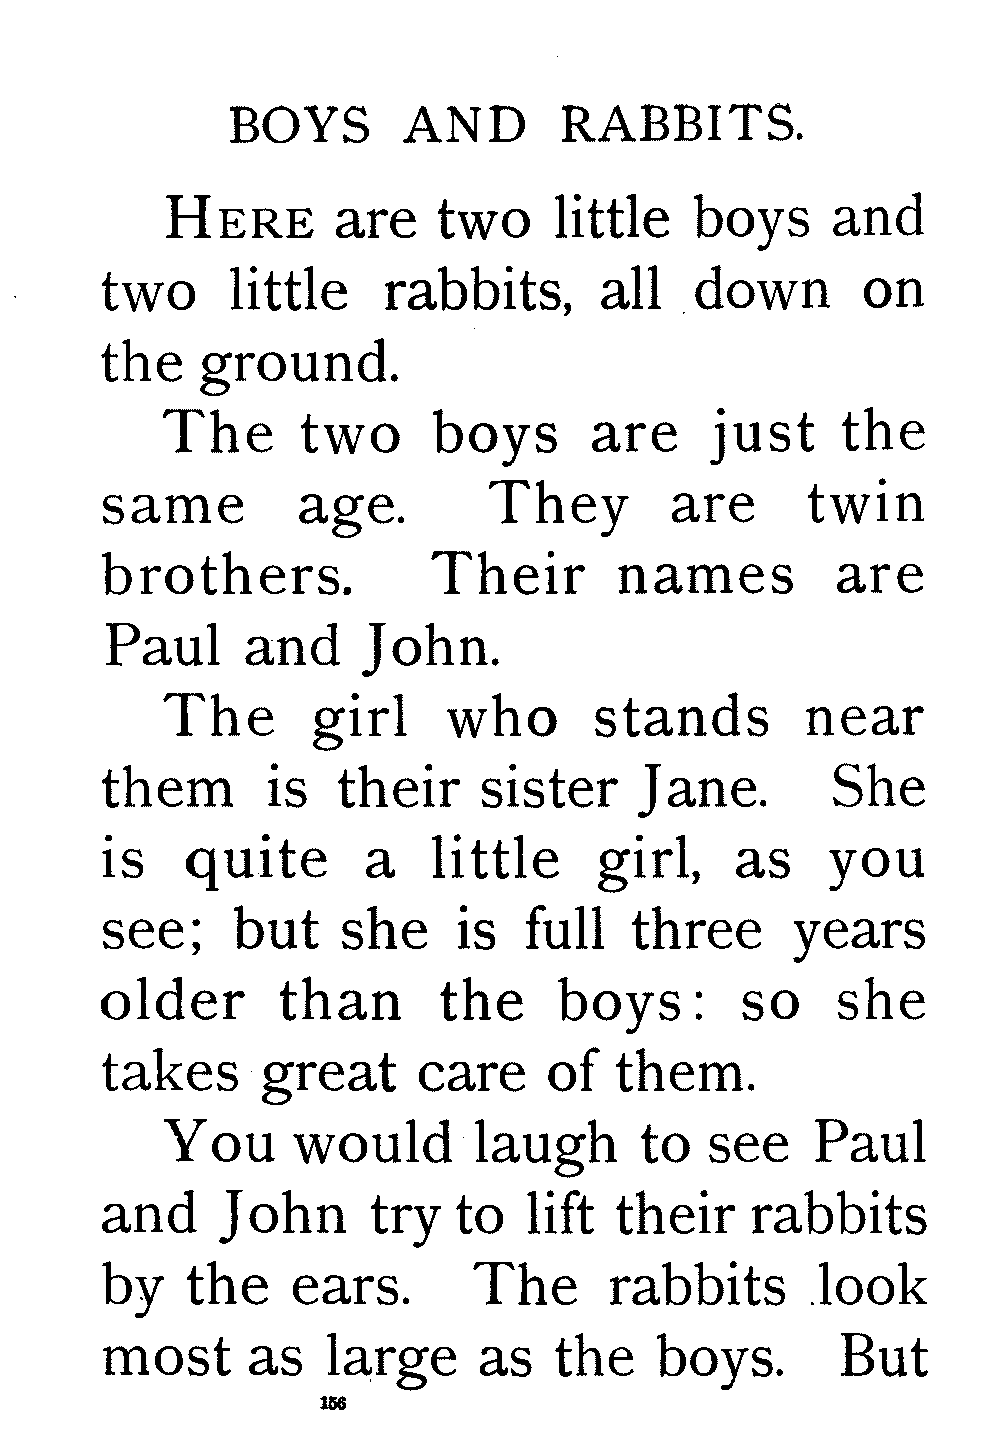 BOYS AND RABBITS.
HERE are two little boys and
two little rabbits, all down on
the ground.
The two boys are just the
same age. They are twin
brothers. Their names are
Paul and John.
The girl who stands near
them is their sister Jane. She
is quite a little girl, as you
see; but she is full three years
older than the boys: so she
takes great care of them.
You would laugh to see Paul
and John try to lift their rabbits
by the ears. The rabbits look
most as large as the boys. But
156